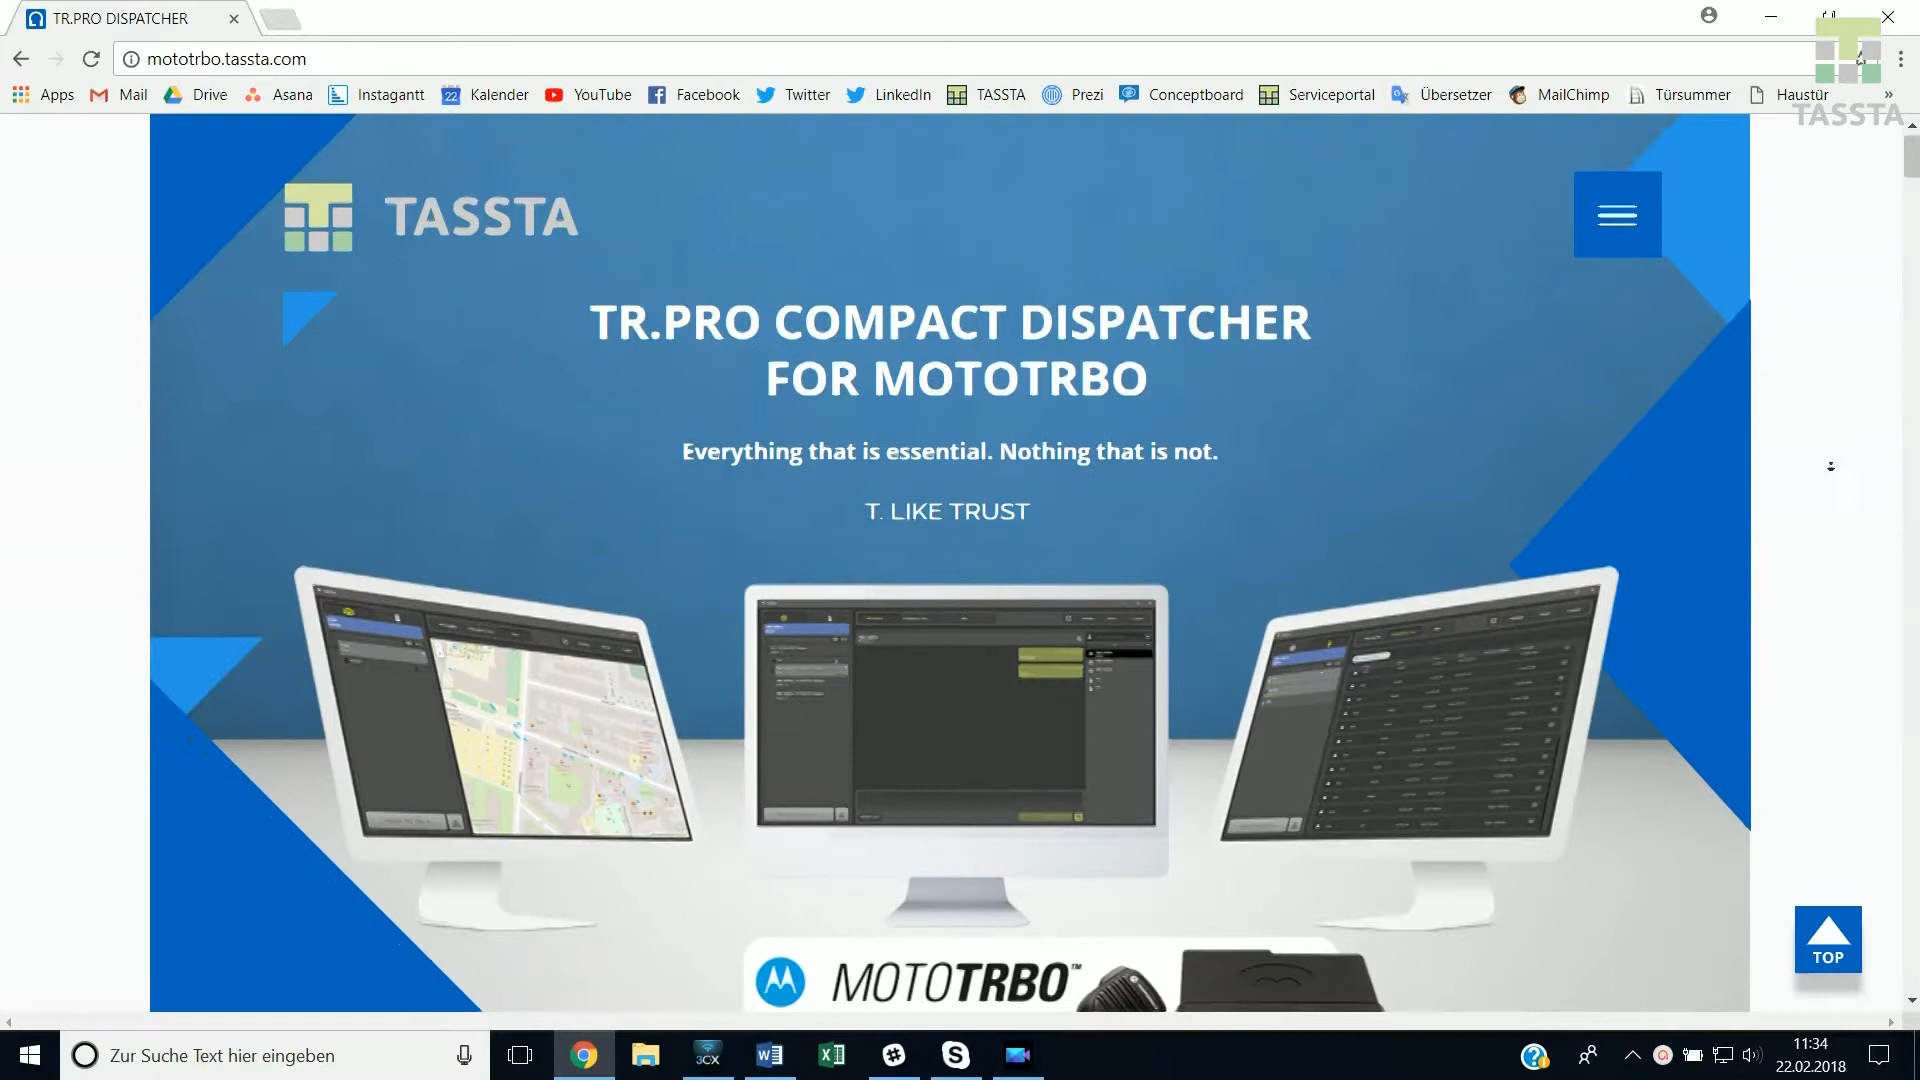 TR.PRO DISPATCHER
mototrbo.tassta.com
Apps Mail Drive Asana Instagantt Kalender YouTube Facebook Twitter LinkedIn TASSTA Prezi Conceptboard Serviceportal Übersetzer MailChimp Türsummer Haustür »
22
TASSTA
TASSTA
TR.PRO COMPACT DISPATCHER
FOR MOTOTRBO
Everything that is essential. Nothing that is not.
T. LIKE TRUST
MOTOTRBO™
TOP
Zur Suche Text hier eingeben
3CX
11:34
22.02.2018